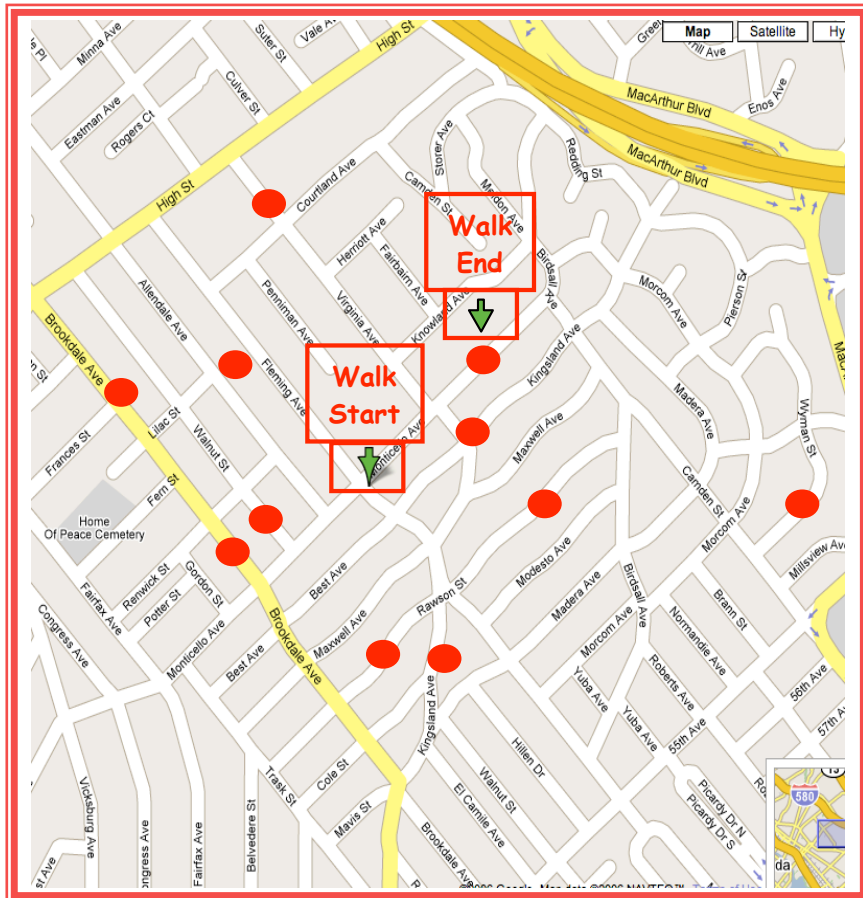 Map
Satellite
Hy
Minna Ave
Suter St
Vale Ave
High St
Culver St
Eastman Ave
Rogers Ct
MacArthur Blvd
Enos Ave
Storer Ave
Redding St
MacArthur Blvd
High St
Courtland Ave
Camden St
Walk
End
Herriott Ave
Fairbairn Ave
Birdsall Ave
Pierson St
Allendale Ave
Penniman Ave
Virginia Ave
Knowland Ave
Morcom Ave
Brookdale Ave
Fleming Ave
Kingsland Ave
Walk
Start
Madera Ave
Wyman St
Lilac St
Walnut St
Monticello Ave
Maxwell Ave
Frances St
Fern St
Camden St
Morcom Ave
Home
Of Peace Cemetery
Millsview Ave
Renwick St
Gordon St
Best Ave
Rawson St
Modesto Ave
Birdsall Ave
Potter St
Fairfax Ave
Congress Ave
Monticello Ave
Brookdale Ave
Maxwell Ave
Madera Ave
Morcom Ave
Brann St
Normandie Ave
Best Ave
Kingsland Ave
Yuba Ave
Roberts Ave
56th Ave
Yuba Ave
55th Ave
57th Ave
Trask St
Cole St
Hillen Dr
Walnut St
Mavis St
El Camile Ave
Picardy Dr N
Picardy Dr S
Vicksburg Ave
Congress Ave
Fairfax Ave
Belvedere St
Brookdale Ave
13
580
da